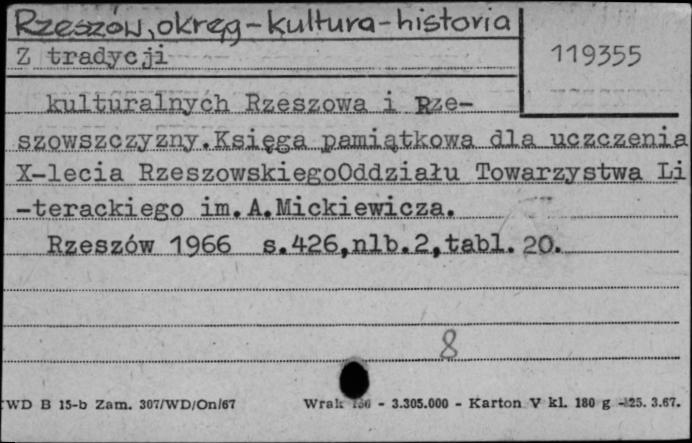 Rzeszów, okręg - kultura - historia
119355
Z tradycji
kulturalnych Rzeszowa i Rze-
szowszczyzny.Księga pamiątkowa dla uczczenia
X-lecia RzeszowskiegoOddziału Towarzystwa Li
-terackiego im.A.Mickiewicza.
Rzeszów 1966 s.426,nlb.2,tabl. 20.
8
WD B 15-b Zam. 307/WD/On/67 - 3.305.000 - Karton V kl. 180 g - 25. 3.67.